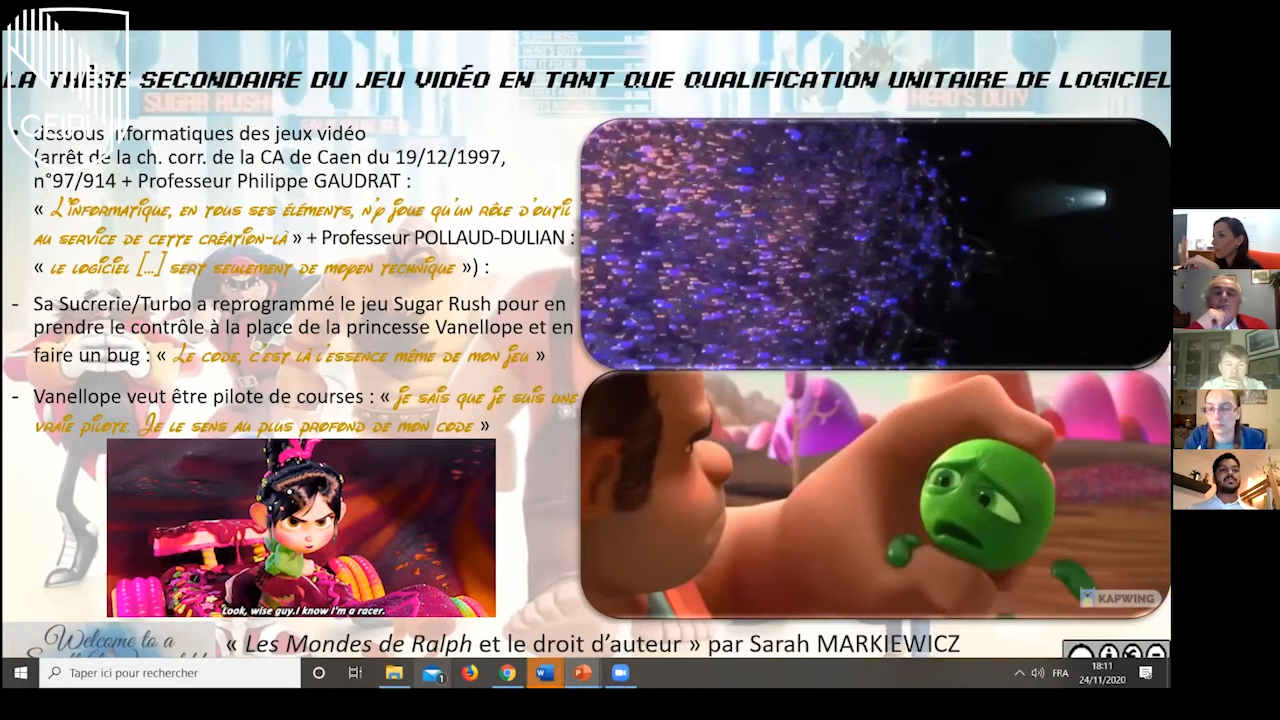 LA THÈSE SECONDAIRE DU JEU VIDÉO EN TANT QUE QUALIFICATION UNITAIRE DE LOGICIEL
SUGAR RUSH
HERO'S DUTY
CEIPI
• dessous informatiques des jeux vidéo
(arrêt de la ch. corr. de la CA de Caen du 19/12/1997,
n°97/914 + Professeur Philippe GAUDRAT :
« L'informatique, en tous ses éléments, n'y joue qu'un rôle d'outil
au service de cette création-là » + Professeur POLLAUD-DULIAN :
« le logiciel [...] sert seulement de moyen technique ») :
- Sa Sucrerie/Turbo a reprogrammé le jeu Sugar Rush pour en
prendre le contrôle à la place de la princesse Vanellope et en
faire un bug : « Le code, c'est là l'essence même de mon jeu »
- Vanellope veut être pilote de courses : « je sais que je suis une
vraie pilote. Je le sens au plus profond de mon code »
Look, wise guy. I know I'm a racer.
KAPWING
Welcome to a
« Les Mondes de Ralph et le droit d'auteur » par Sarah MARKIEWICZ
Taper ici pour rechercher
1
FRA
18:11
24/11/2020